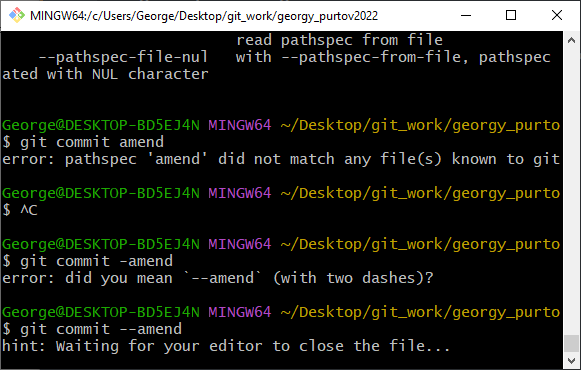 MINGW64:/c/Users/George/Desktop/git_work/georgy_purtov2022
read pathspec from file
--pathspec-file-nul   with --pathspec-from-file, pathspec
ated with NUL character
George@DESKTOP-BD5EJ4N MINGW64 ~/Desktop/git_work/georgy_purto
$ git commit amend
error: pathspec 'amend' did not match any file(s) known to git
George@DESKTOP-BD5EJ4N MINGW64 ~/Desktop/git_work/georgy_purto
$ ^C
George@DESKTOP-BD5EJ4N MINGW64 ~/Desktop/git_work/georgy_purto
$ git commit -amend
error: did you mean `--amend` (with two dashes)?
George@DESKTOP-BD5EJ4N MINGW64 ~/Desktop/git_work/georgy_purto
$ git commit --amend
hint: Waiting for your editor to close the file...